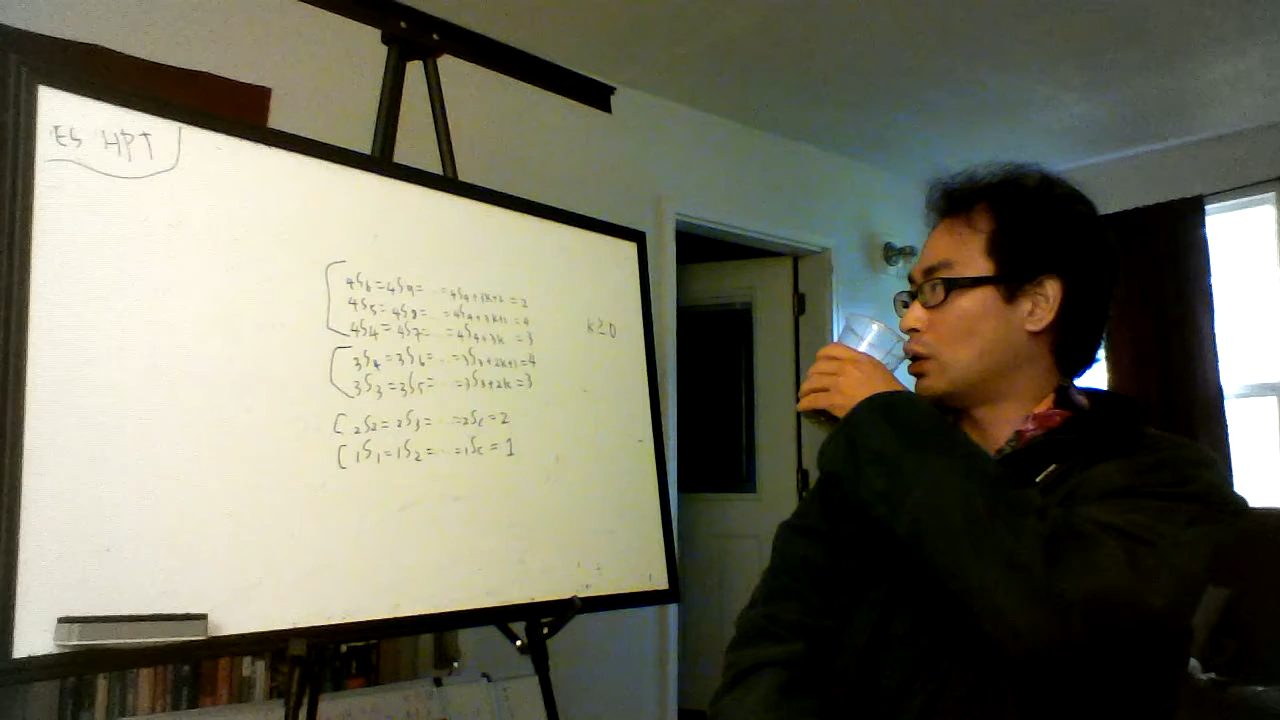 ES HPT
4S6 = 4S9 = ... = 4S4+3k+2 = 2
4S5 = 4S8 = ... = 4S4+3k+1 = 4
4S4 = 4S7 = ... = 4S4+3k = 3
k ≥ 0
3S4 = 3S6 = ... = 3S3+2k+1 = 4
3S3 = 3S5 = ... = 3S3+2k = 3
2S2 = 2S3 = ... = 2Sc = 2
1S1 = 1S2 = ... = 1Sc = 1